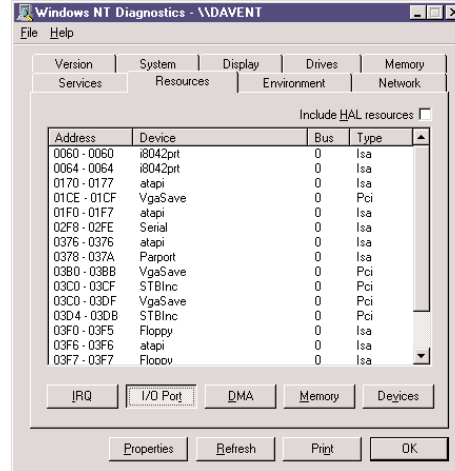 Windows NT Diagnostics - \\DAVENT
File Help
Version System Display Drives Memory
Services Resources Environment Network
Include HAL resources
Address Device Bus Type
0060 - 0060 i8042prt 0 Isa
0064 - 0064 i8042prt 0 Isa
0170 - 0177 atapi 0 Isa
01CE - 01CF VgaSave 0 Pci
01F0 - 01F7 atapi 0 Isa
02F8 - 02FE Serial 0 Isa
0376 - 0376 atapi 0 Isa
0378 - 037A Parport 0 Isa
03B0 - 03BB VgaSave 0 Pci
03C0 - 03CF STBInc 0 Pci
03C0 - 03DF VgaSave 0 Pci
03D4 - 03DB STBInc 0 Pci
03F0 - 03F5 Floppy 0 Isa
03F6 - 03F6 atapi 0 Isa
03F7 - 03F7 Floppy 0 Isa
IRQ I/O Port DMA Memory Devices
Properties Refresh Print OK